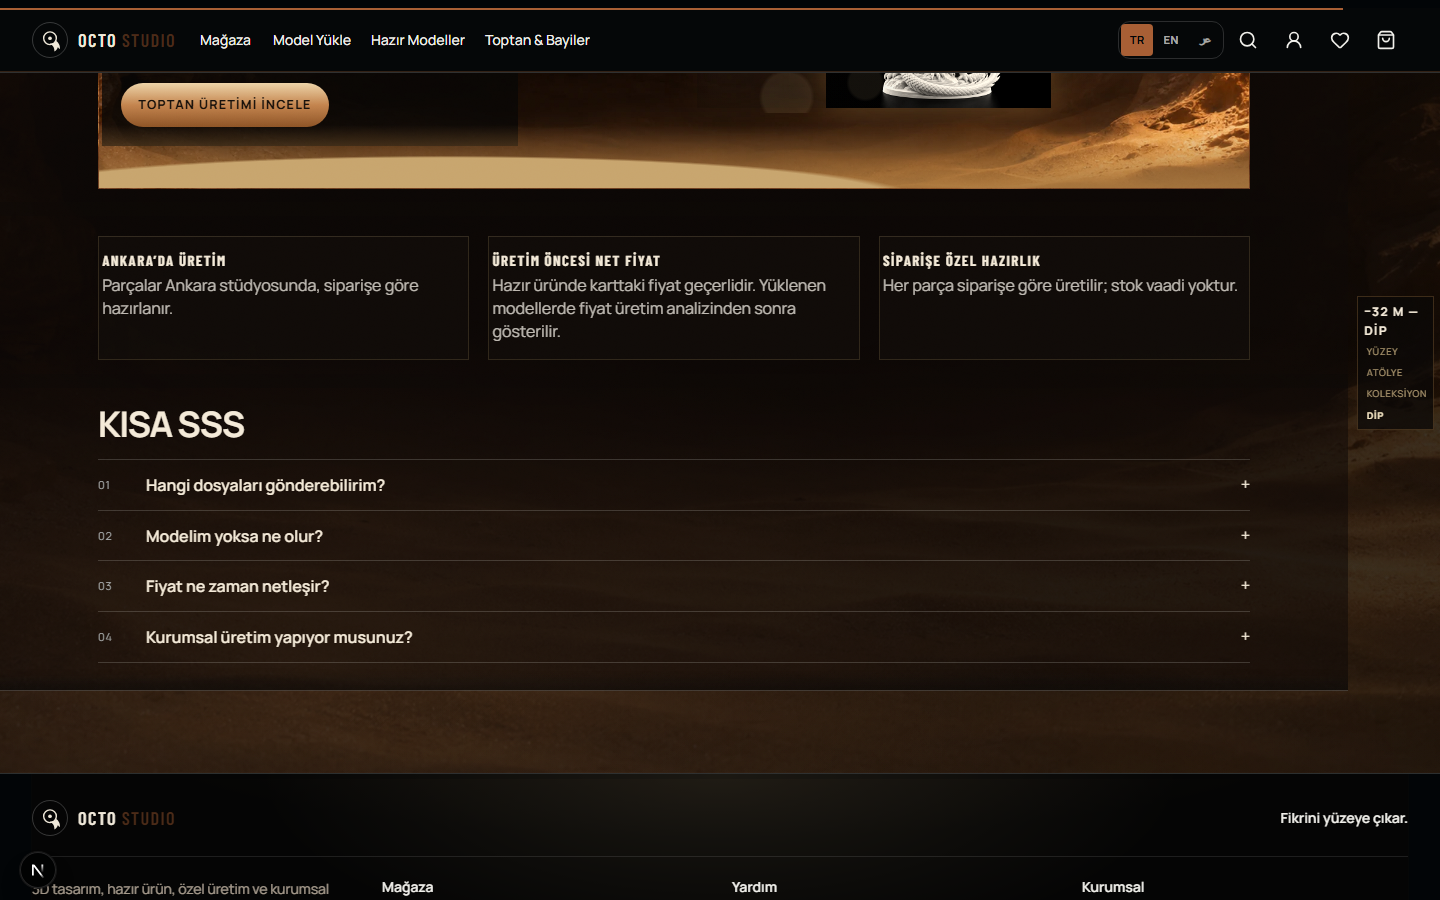 OCTO STUDIO
Mağaza
Model Yükle
Hazır Modeller
Toptan & Bayiler
TR
EN
عر
TOPTAN ÜRETİMİ İNCELE
ANKARA'DA ÜRETİM
Parçalar Ankara stüdyosunda, siparişe göre
hazırlanır.
ÜRETİM ÖNCESİ NET FİYAT
Hazır üründe karttaki fiyat geçerlidir. Yüklenen
modellerde fiyat üretim analizinden sonra
gösterilir.
SİPARİŞE ÖZEL HAZIRLIK
Her parça siparişe göre üretilir; stok vaadi yoktur.
−32 M —
DİP
YÜZEY
ATÖLYE
KOLEKSİYON
DİP
KISA SSS
01 Hangi dosyaları gönderebilirim? +
02 Modelim yoksa ne olur? +
03 Fiyat ne zaman netleşir? +
04 Kurumsal üretim yapıyor musunuz? +
OCTO STUDIO
Fikrini yüzeye çıkar.
N
3D tasarım, hazır ürün, özel üretim ve kurumsal
Mağaza
Yardım
Kurumsal